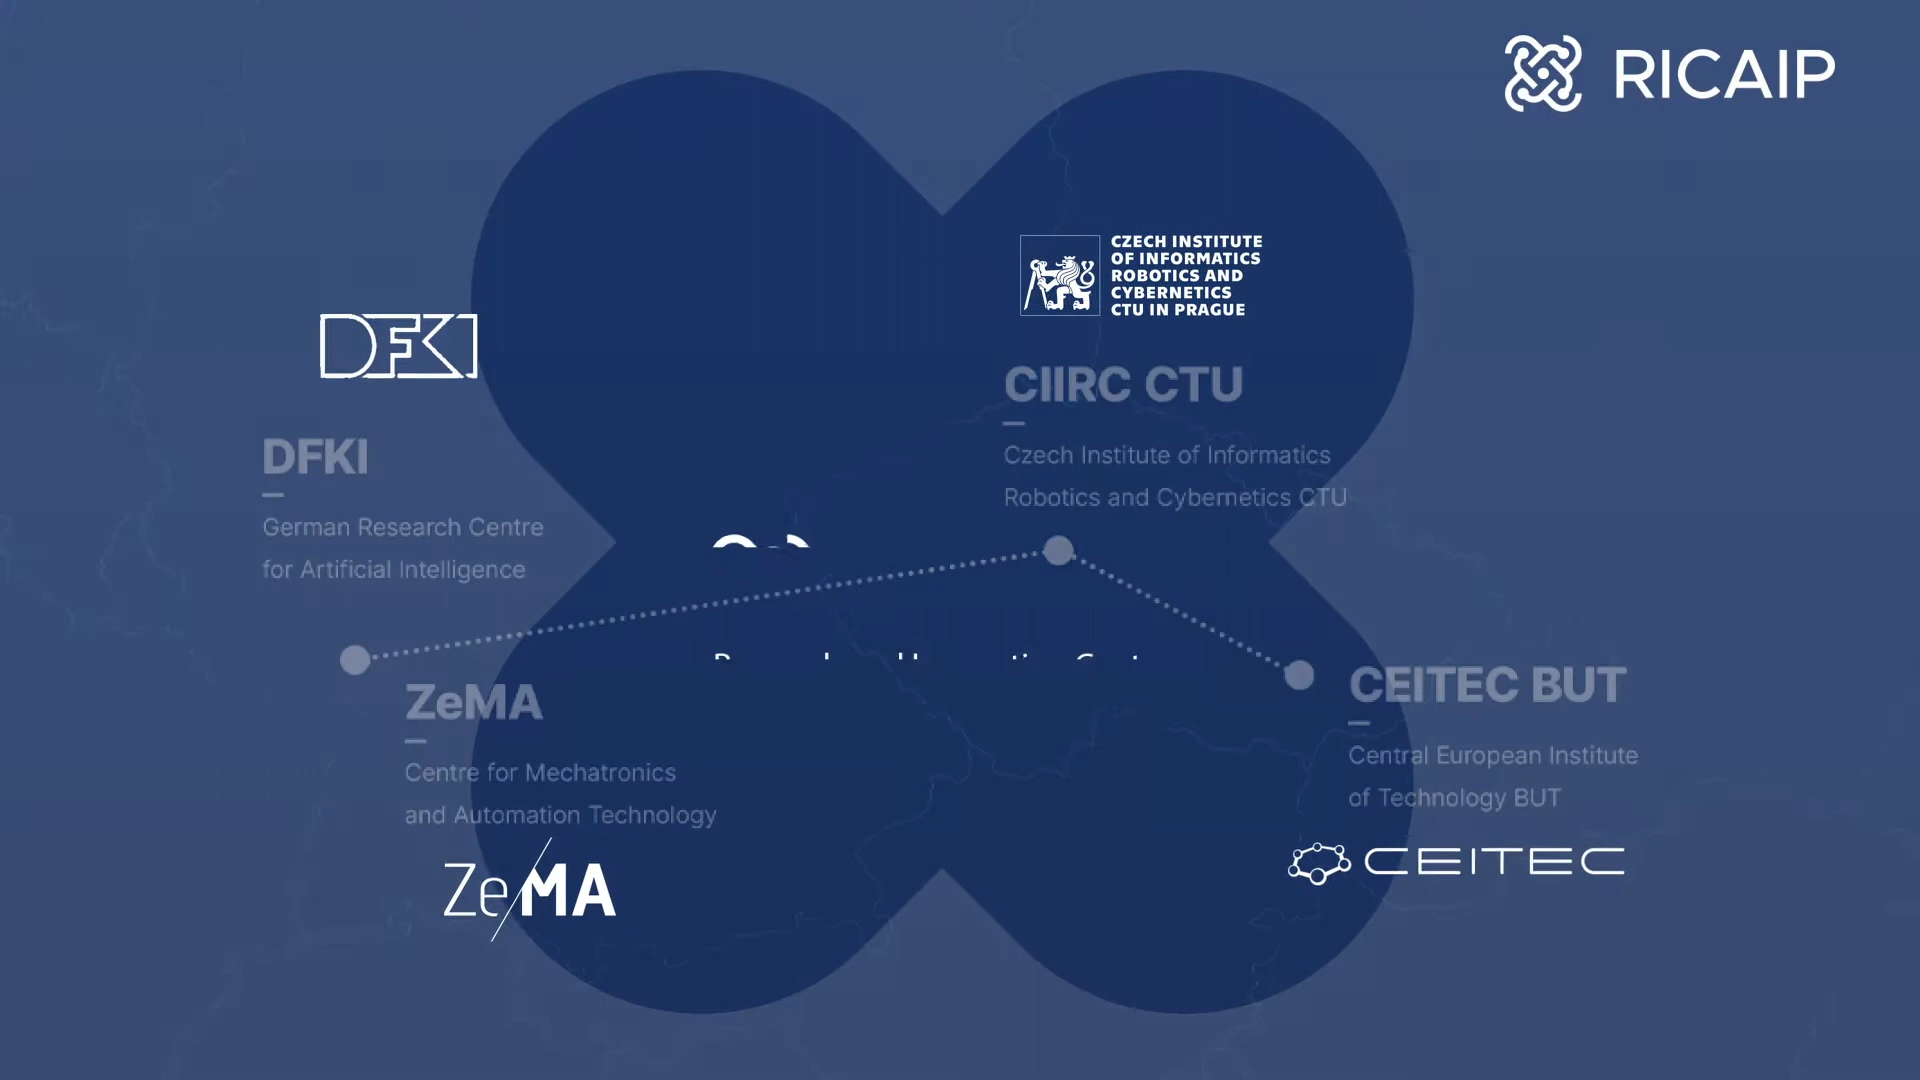 RICAIP
CZECH INSTITUTE
OF INFORMATICS
ROBOTICS AND
CYBERNETICS
CTU IN PRAGUE
CIIRC CTU
Czech Institute of Informatics
Robotics and Cybernetics CTU
DFKI
DFKI
German Research Centre
for Artificial Intelligence
ZeMA
Centre for Mechatronics
and Automation Technology
ZeMA
CEITEC BUT
Central European Institute
of Technology BUT
CEITEC